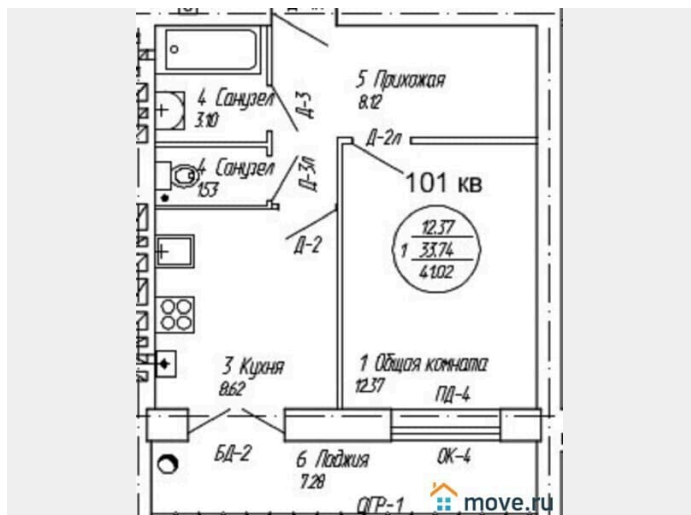 4 Санузел
3.10
Д-3
5 Прихожая
8.12
Д-2л
4 Санузел
1.53
Д-3л
101 кв
Д-2
12.37
1 33.74
41.02
3 Кухня
8.62
1 Общая комната
12.37
ПД-4
БД-2
6 Лоджия
7.28
ОК-4
ОГР-1
move.ru